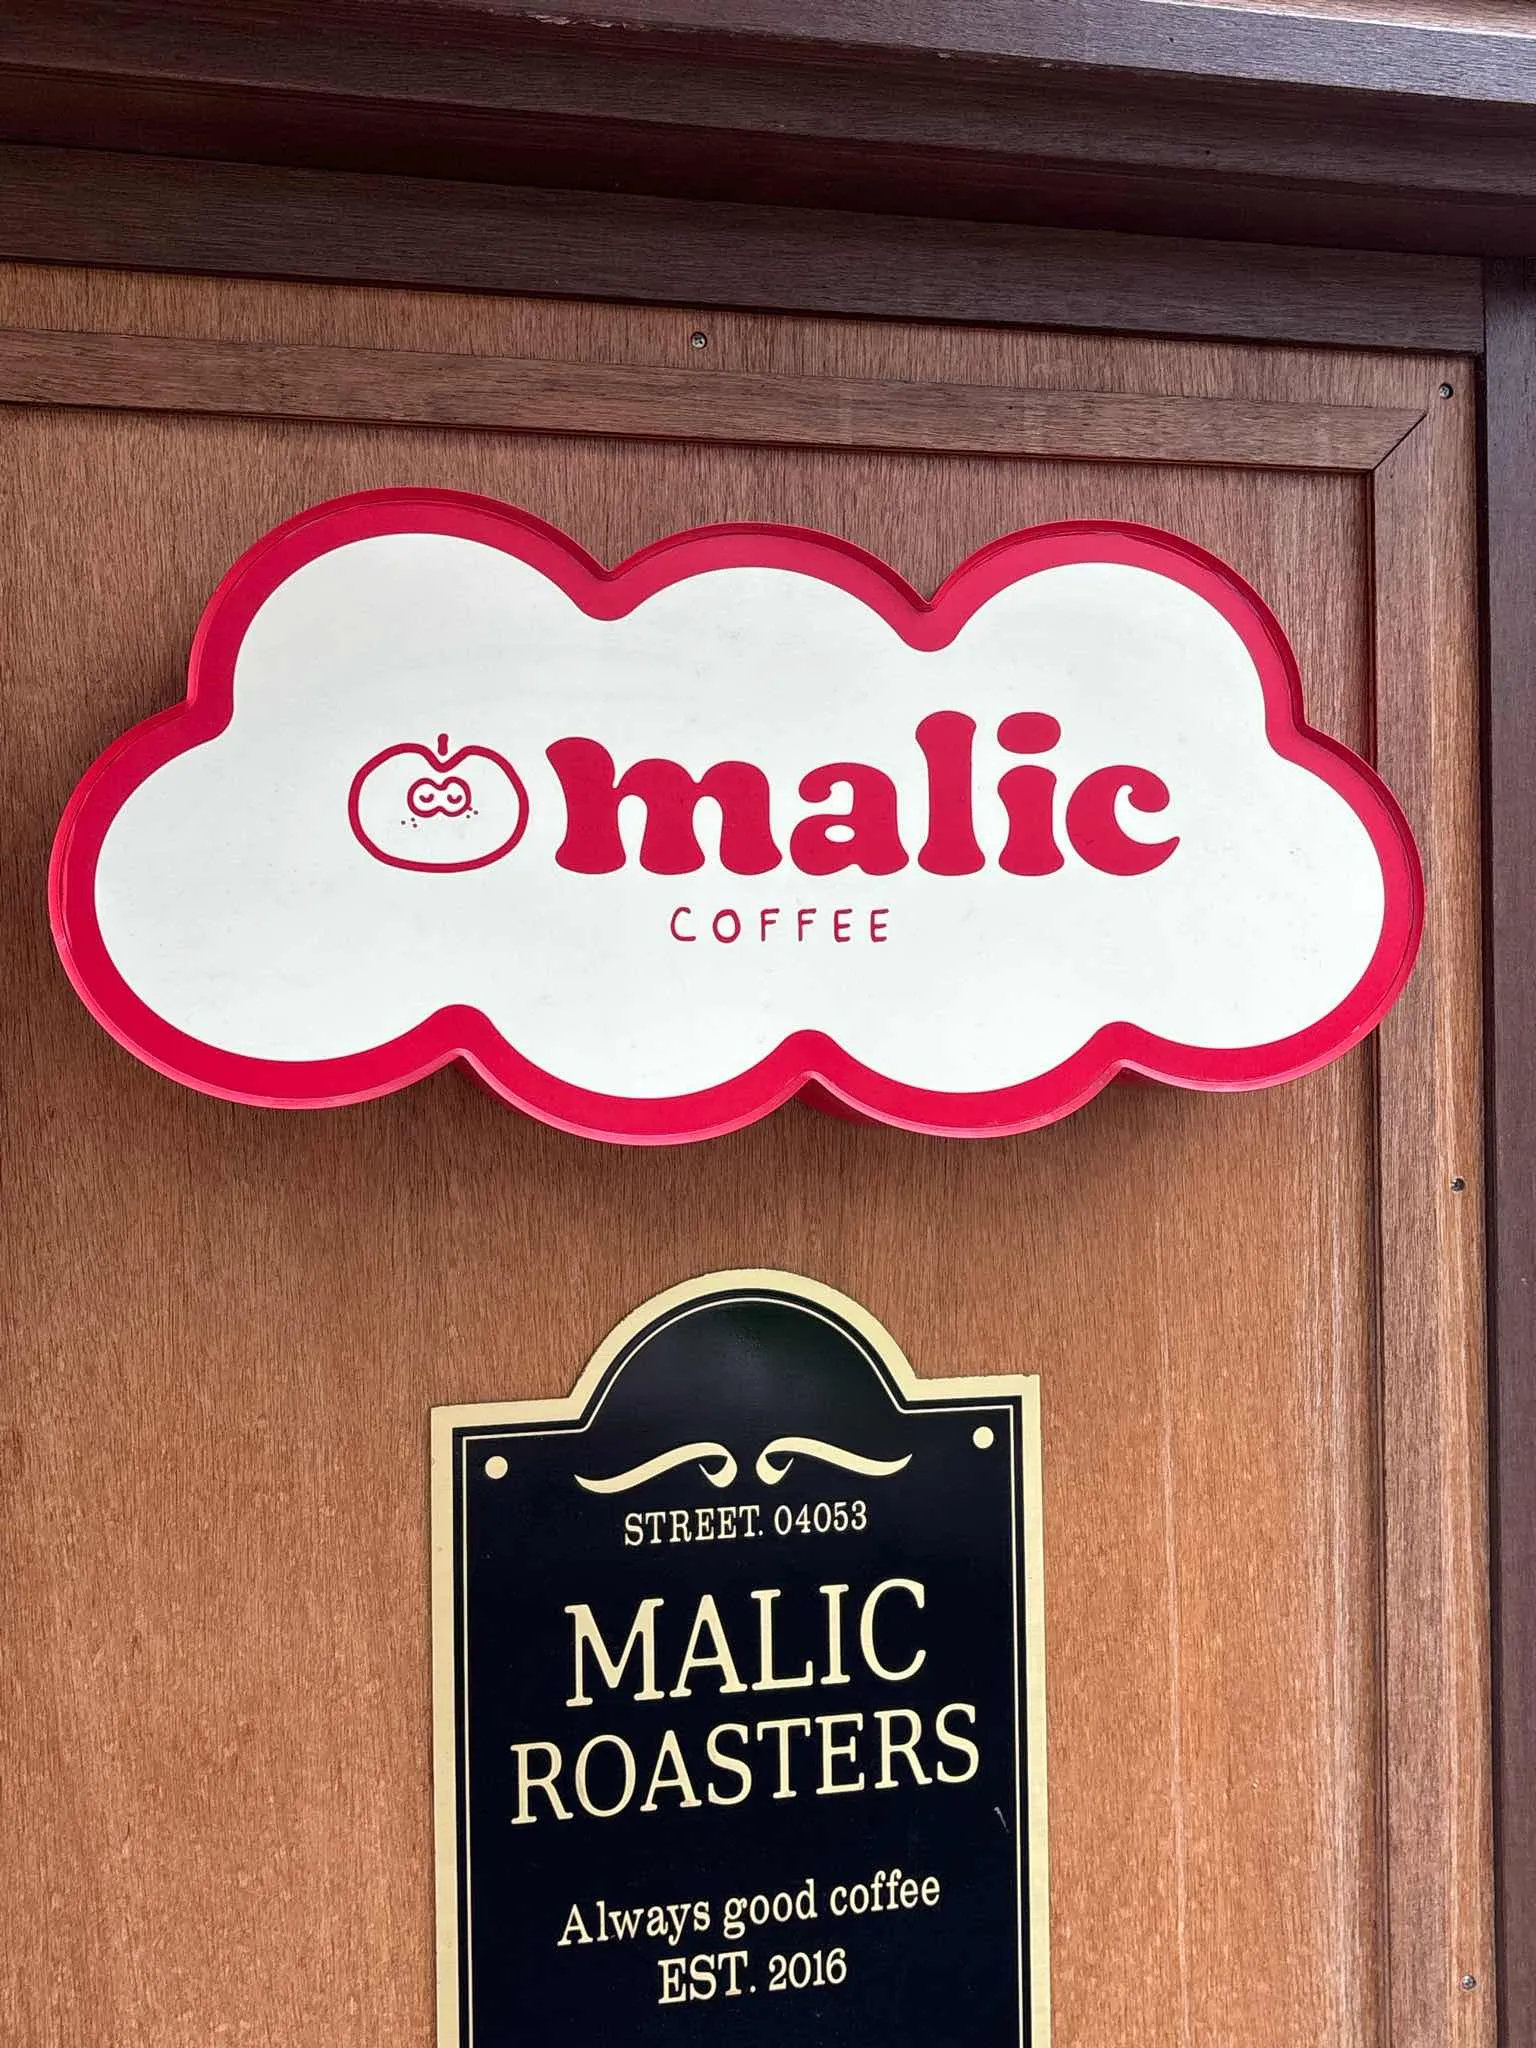 malic
COFFEE
STREET. 04053
MALIC
ROASTERS
Always good coffee
EST. 2016